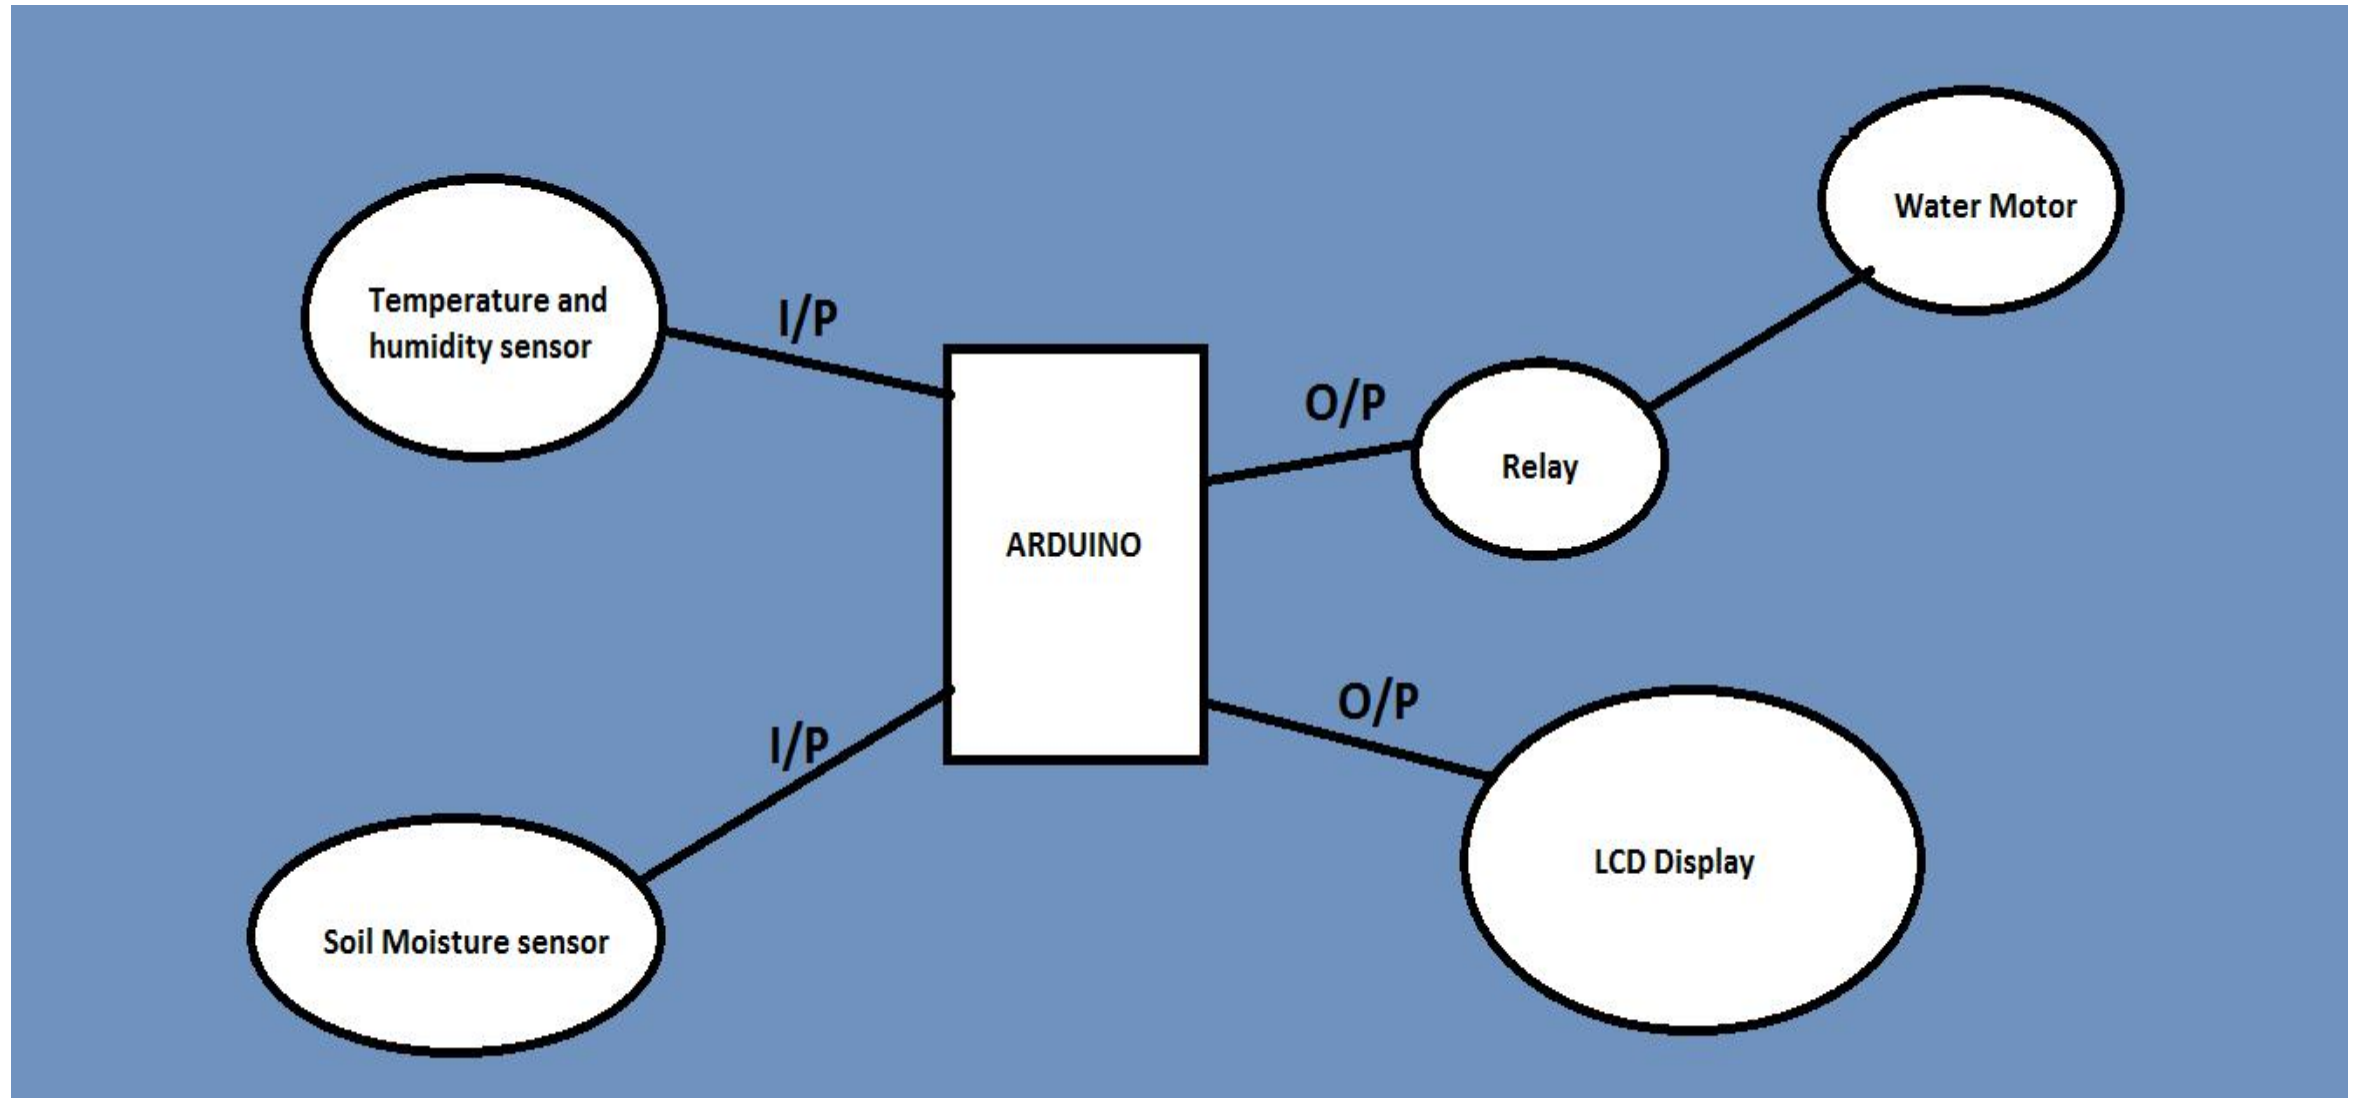 Water Motor
Temperature and
humidity sensor
I/P
O/P
Relay
ARDUINO
O/P
I/P
LCD Display
Soil Moisture sensor